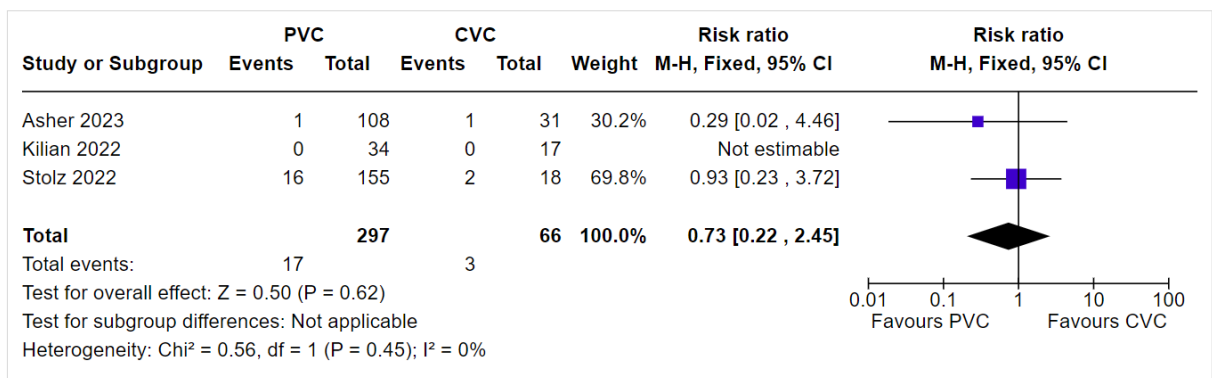 PVC CVC Risk ratio Risk ratio
Study or Subgroup Events Total Events Total Weight M-H, Fixed, 95% CI M-H, Fixed, 95% CI
Asher 2023 1 108 1 31 30.2% 0.29 [0.02 , 4.46]
Kilian 2022 0 34 0 17 Not estimable
Stolz 2022 16 155 2 18 69.8% 0.93 [0.23 , 3.72]
Total 297 66 100.0% 0.73 [0.22 , 2.45]
Total events: 17 3
Test for overall effect: Z = 0.50 (P = 0.62)
0.01 0.1 1 10 100
Test for subgroup differences: Not applicable
Favours PVC Favours CVC
Heterogeneity: Chi² = 0.56, df = 1 (P = 0.45); I² = 0%